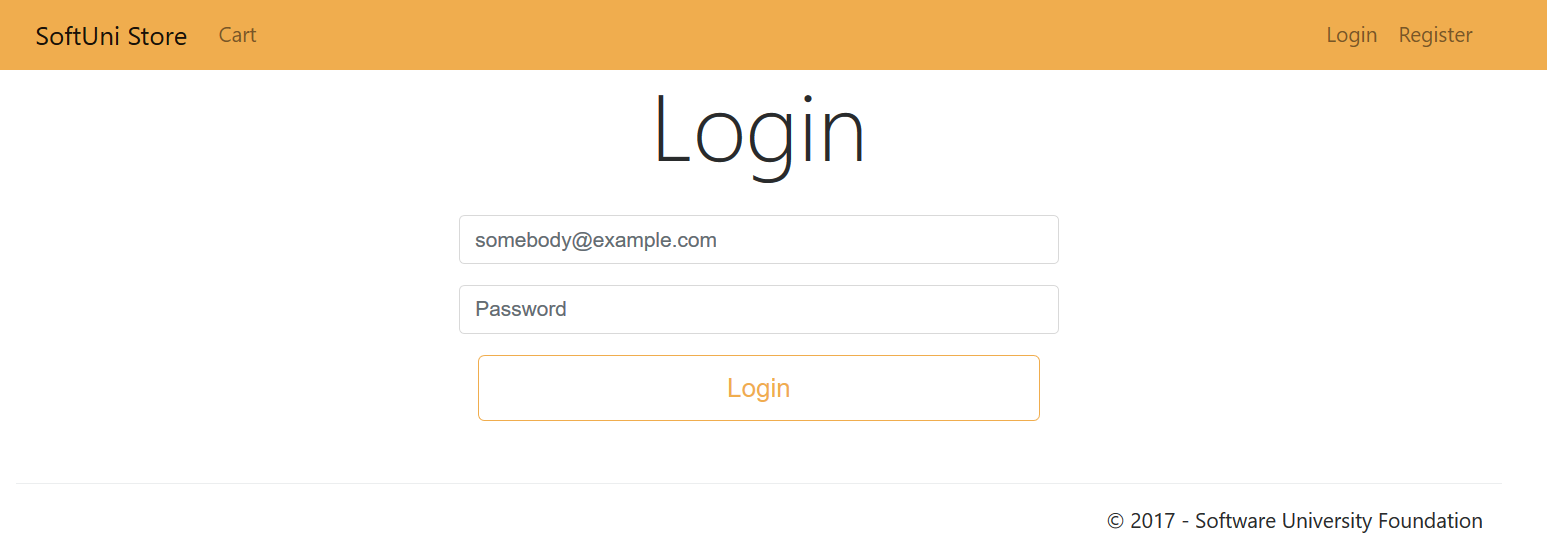 SoftUni Store Cart Login Register
Login
somebody@example.com
Password
Login
© 2017 - Software University Foundation